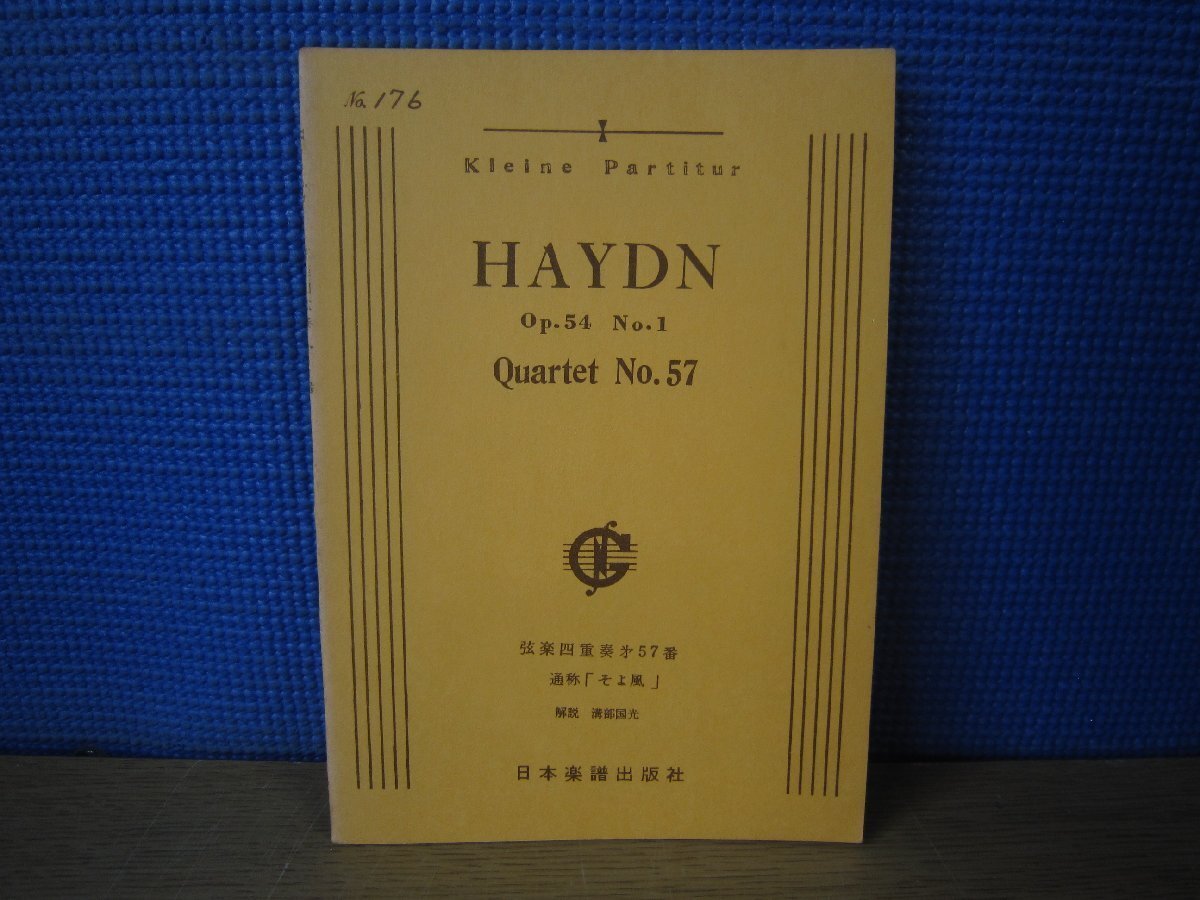 No. 176
Kleine Partitur
HAYDN
Op.54 No.1
Quartet No.57
弦楽四重奏才57番
通称「そよ風」
解説 溝部国光
日本楽譜出版社